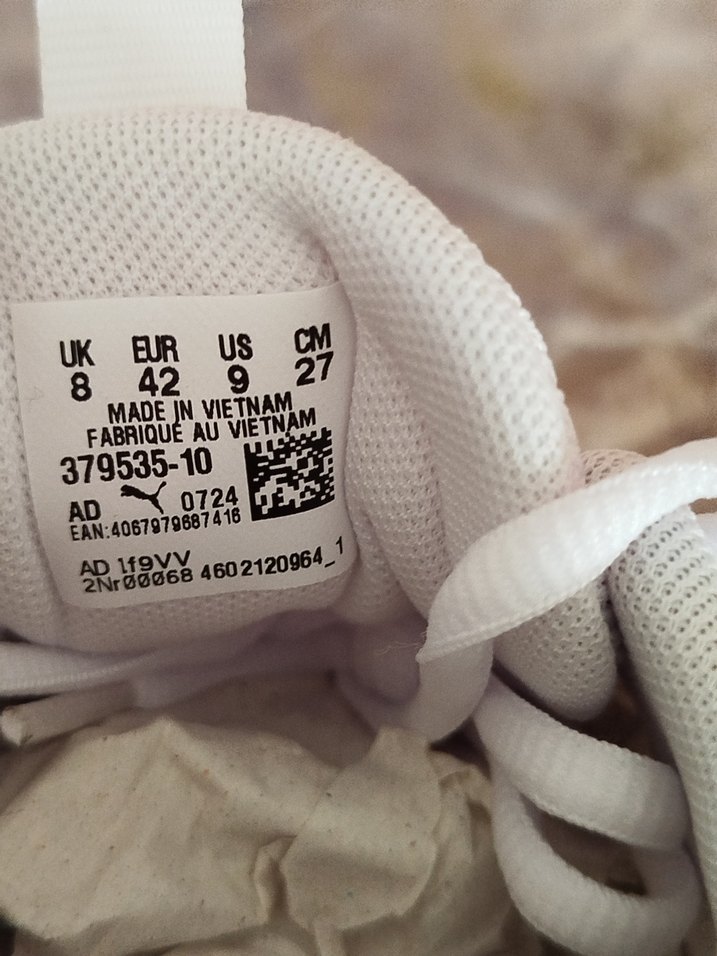 UK EUR US CM
8 42 9 27
MADE IN VIETNAM
FABRIQUE AU VIETNAM
379535-10
AD 0724
EAN:4067979687416
AD 1f9VV
2Nr00068 4602120964_1